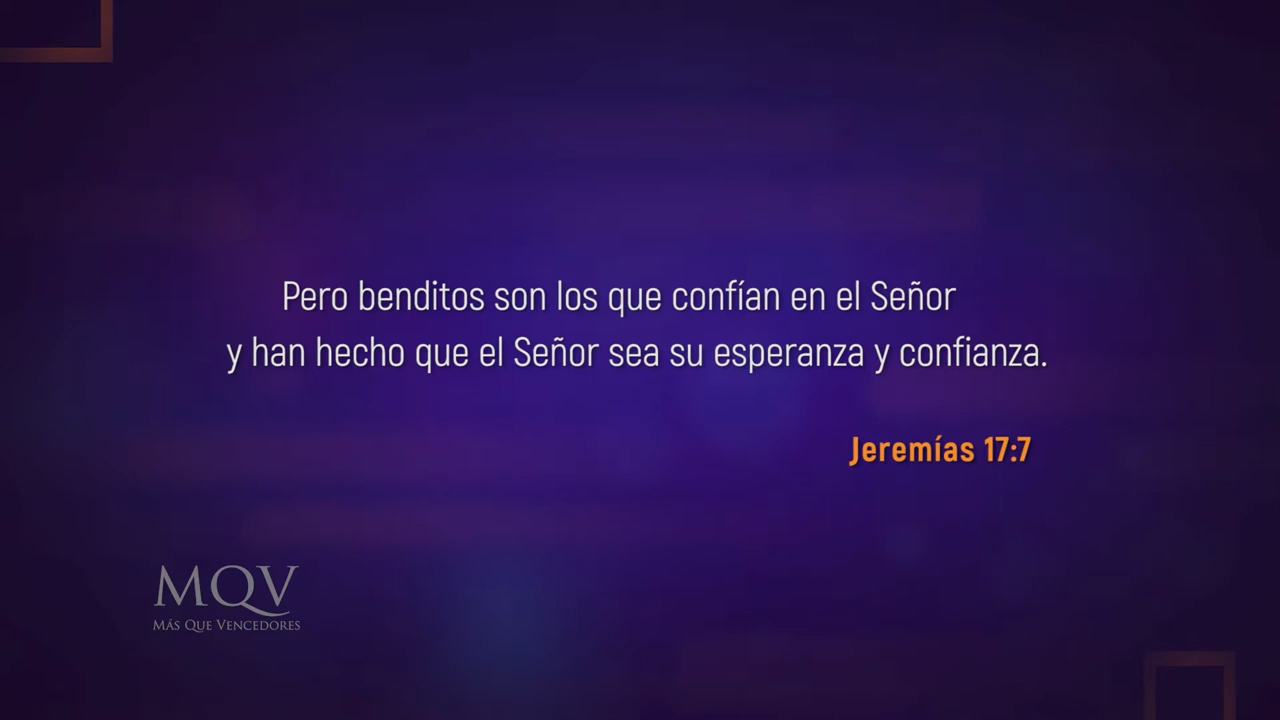 Pero benditos son los que confían en el Señor
y han hecho que el Señor sea su esperanza y confianza.
Jeremías 17:7
MQV
MÁS QUE VENCEDORES